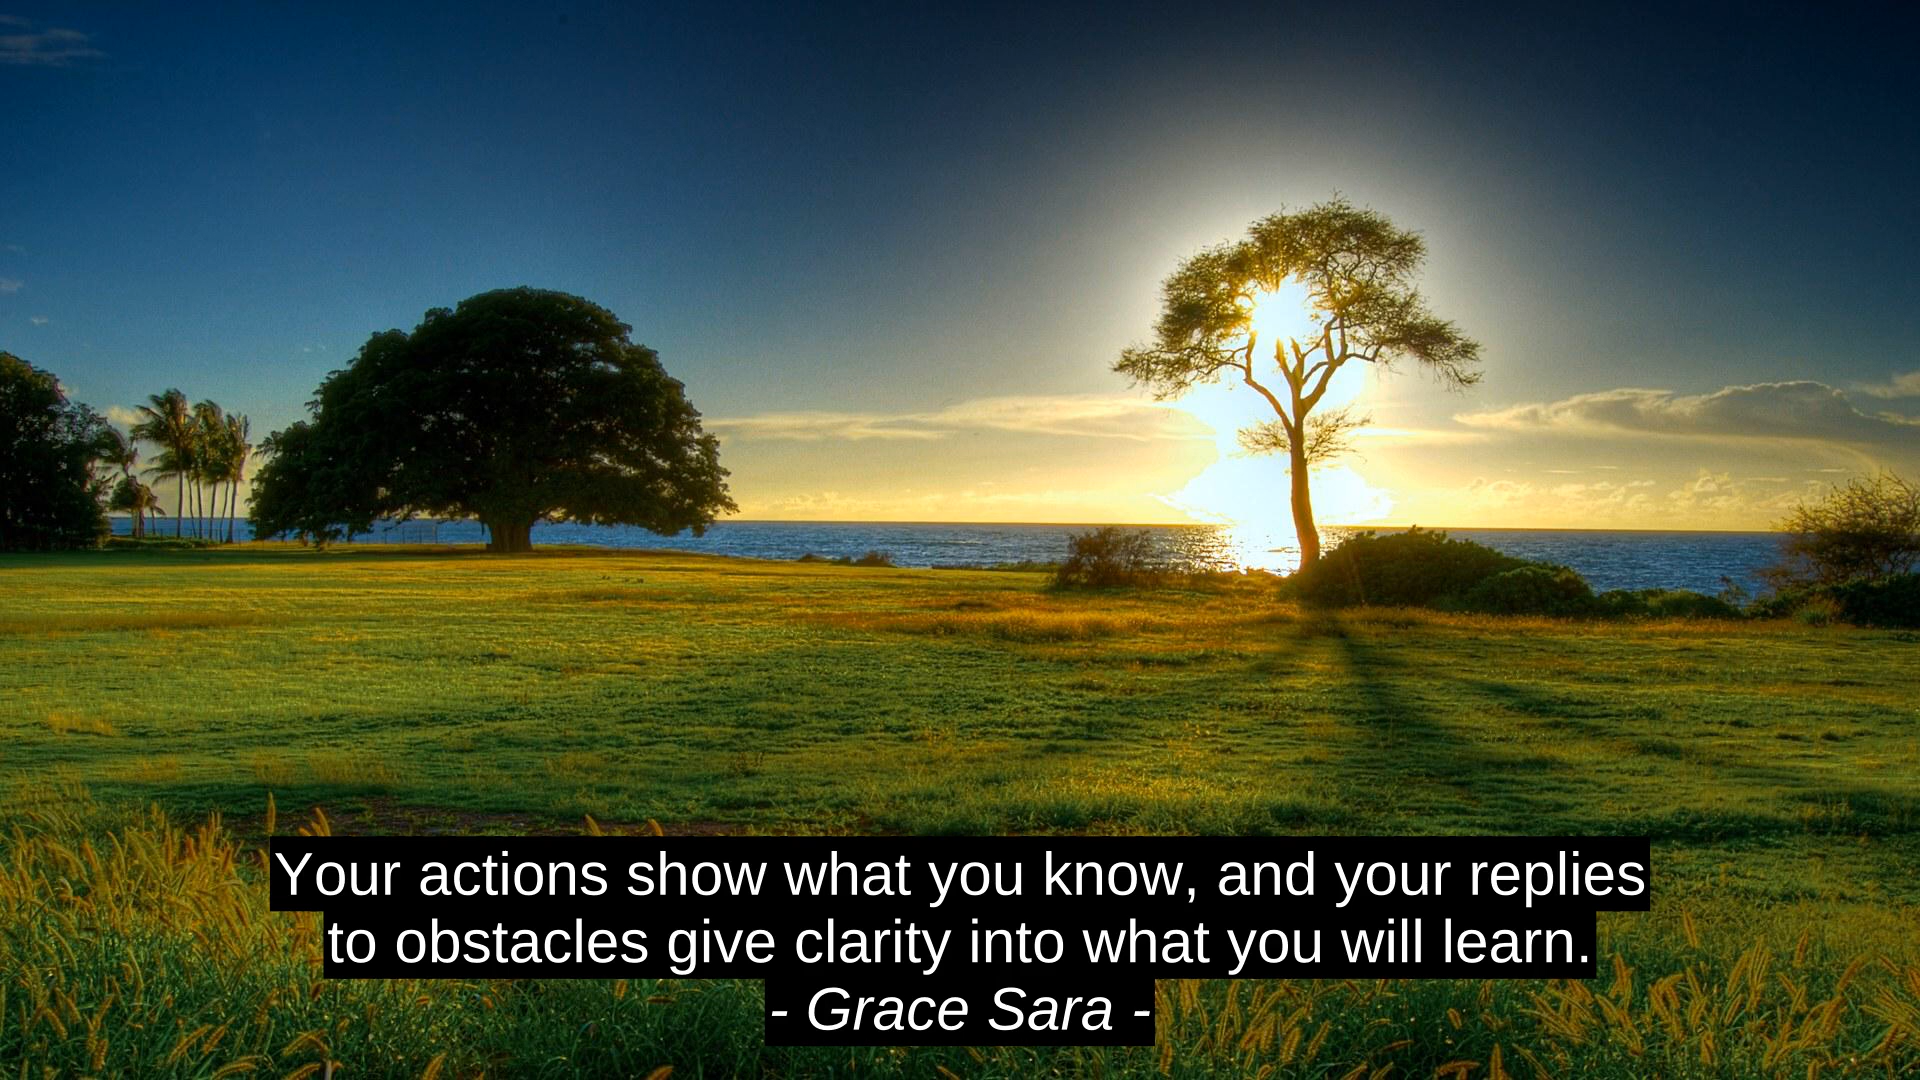 Your actions show what you know, and your replies
to obstacles give clarity into what you will learn.
- Grace Sara -